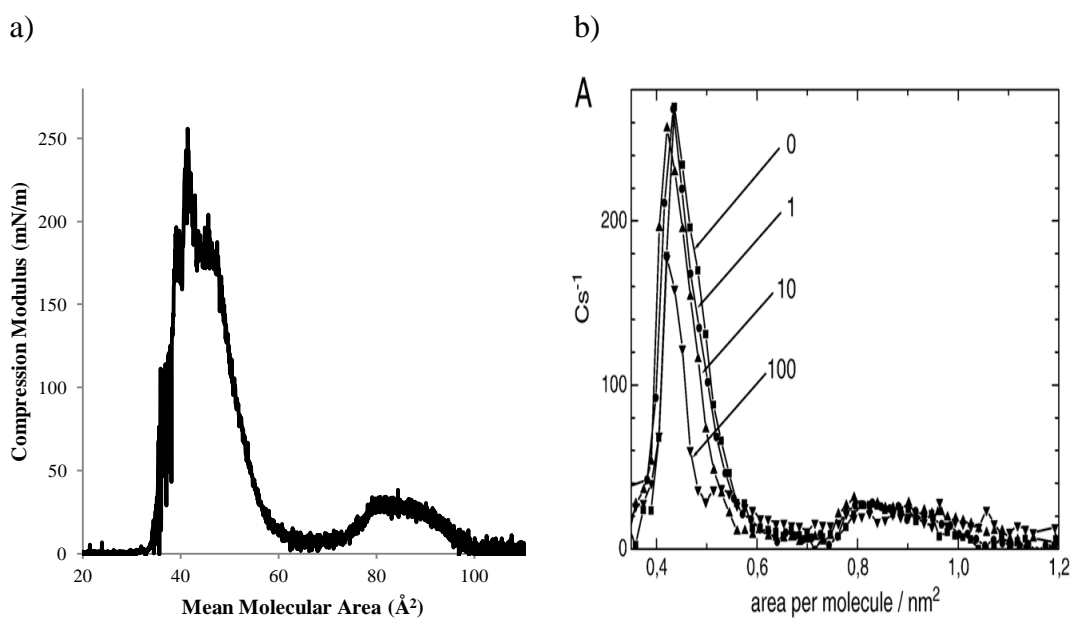 a)
250
200
150
100
50
0
Compression Modulus (mN/m)
20 40 60 80 100
Mean Molecular Area (Å²)
b)
A
200
100
0
Cs⁻¹
0
1
10
100
0,4 0,6 0,8 1,0 1,2
area per molecule / nm²